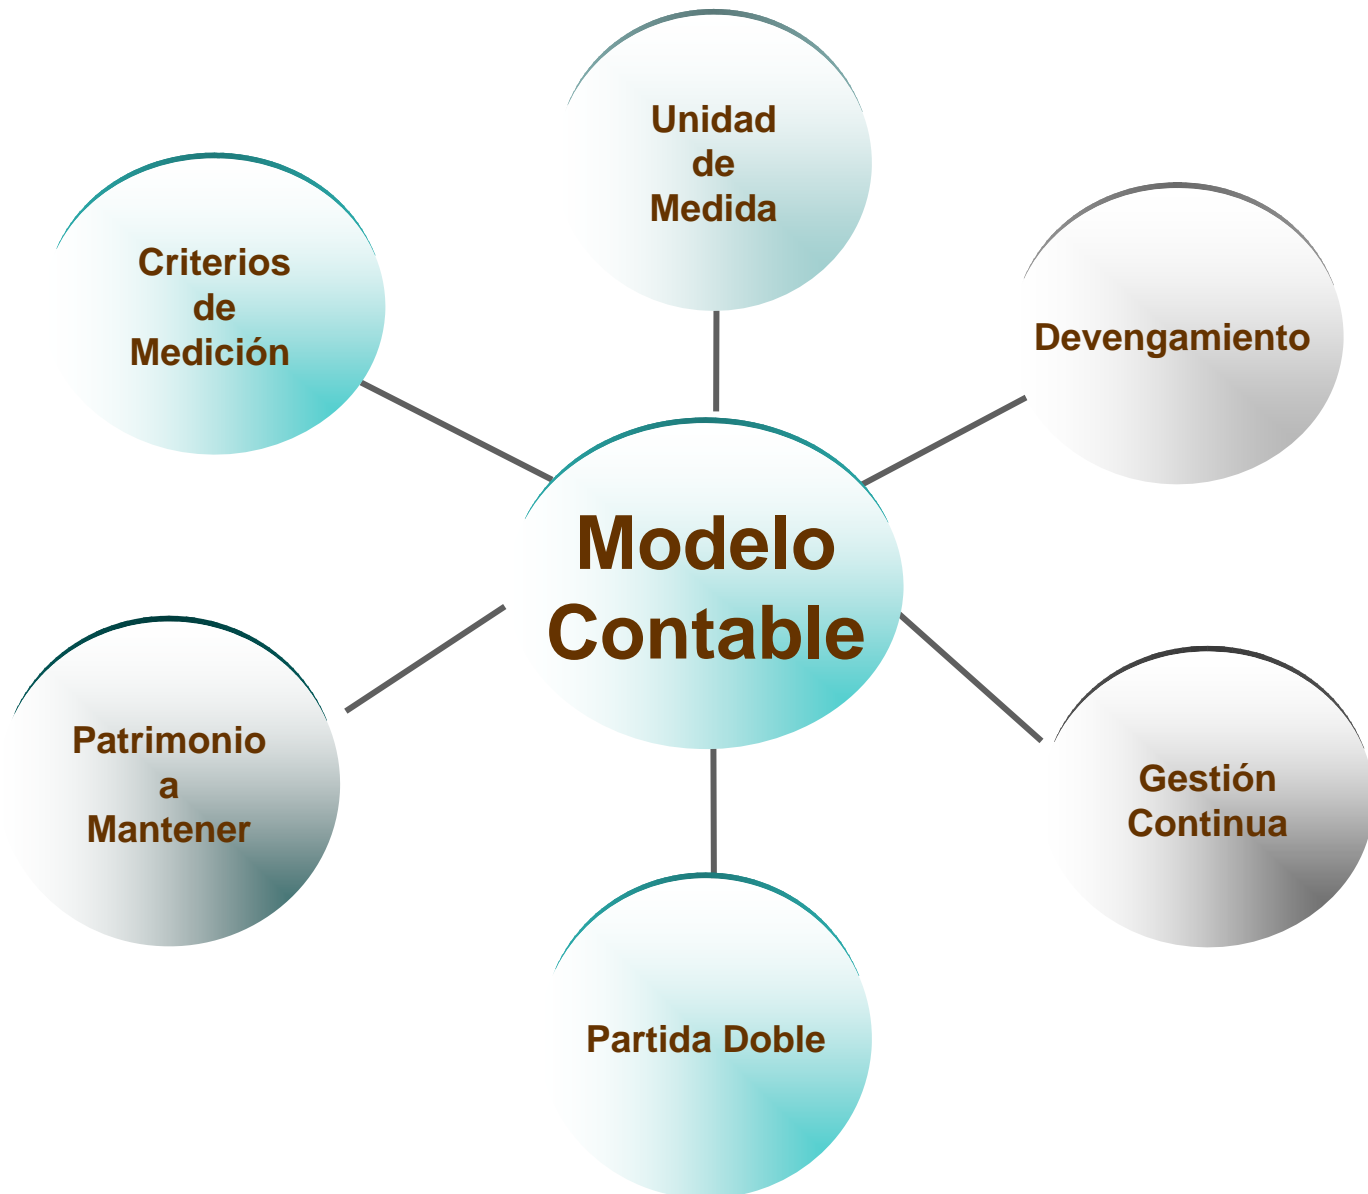 Unidad
de
Medida
Criterios
de
Medición
Devengamiento
Modelo
Contable
Patrimonio
a
Mantener
Gestión
Continua
Partida Doble